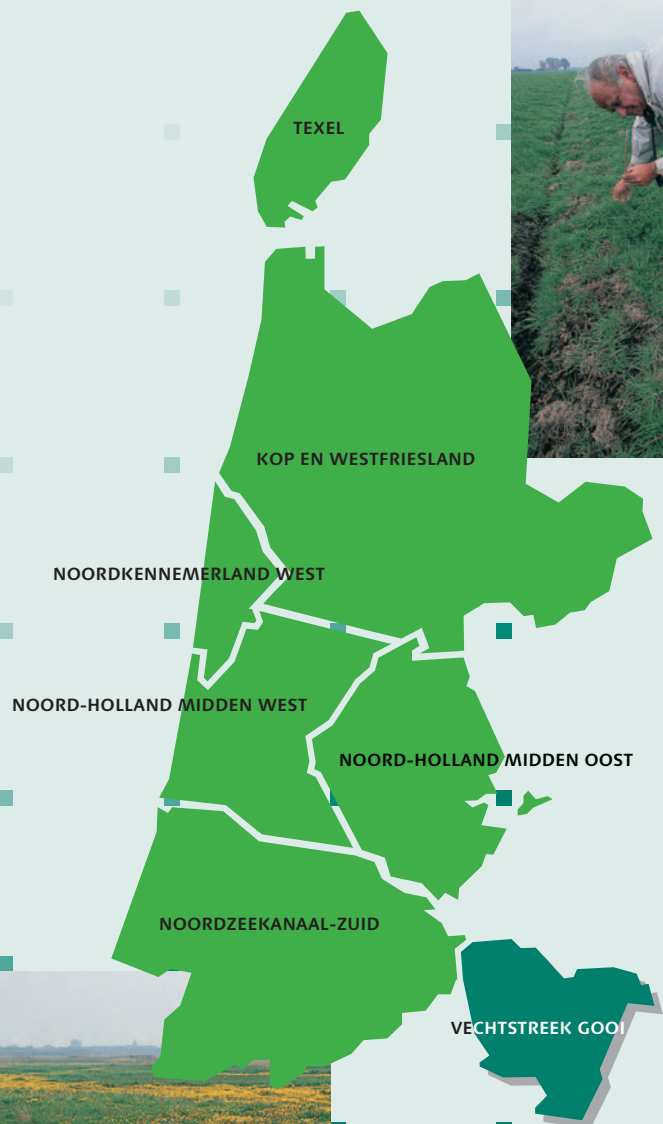 TEXEL
KOP EN WESTFRIESLAND
NOORDKENNEMERLAND WEST
NOORD-HOLLAND MIDDEN WEST
NOORD-HOLLAND MIDDEN OOST
NOORDZEEKANAAL-ZUID
VECHTSTREEK GOOI